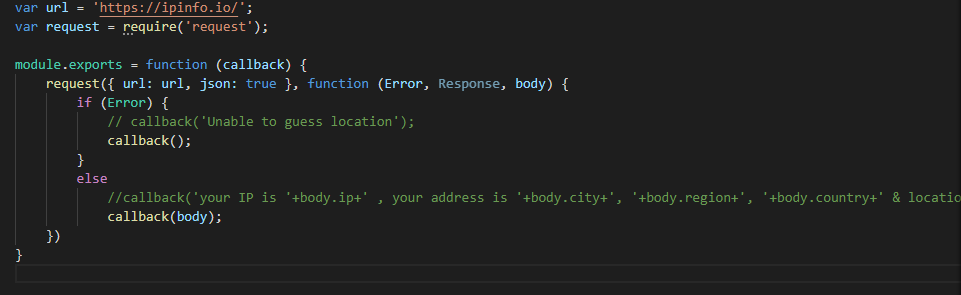 var url = 'https://ipinfo.io/';
var request = require('request');
module.exports = function (callback) {
request({ url: url, json: true }, function (Error, Response, body) {
if (Error) {
// callback('Unable to guess location');
callback();
}
else
//callback('your IP is '+body.ip+' , your address is '+body.city+', '+body.region+', '+body.country+' & locatio
callback(body);
})
}